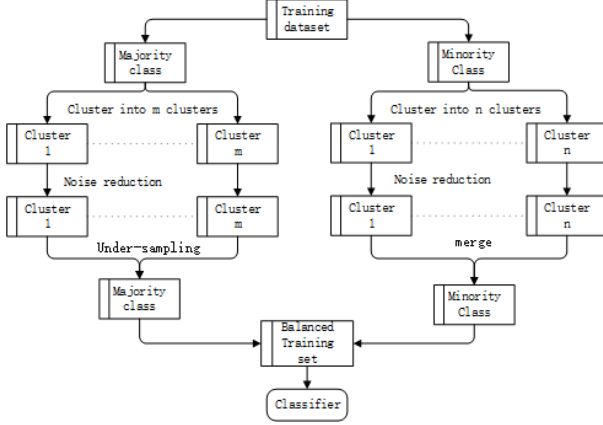 Training
dataset
Majority
class
Minority
Class
Cluster into m clusters
Cluster into n clusters
Cluster
1
Cluster
m
Cluster
1
Cluster
n
Noise reduction
Noise reduction
Cluster
1
Cluster
m
Cluster
1
Cluster
n
Under-sampling
merge
Majority
class
Minority
Class
Balanced
Training
set
Classifier